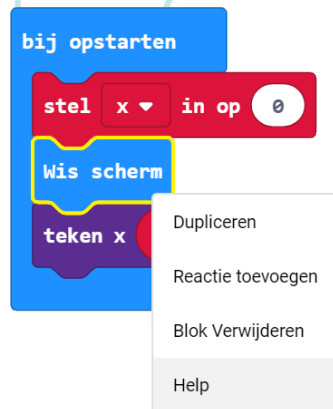 bij opstarten
stel x in op 0
Wis scherm
teken x
Dupliceren
Reactie toevoegen
Blok Verwijderen
Help